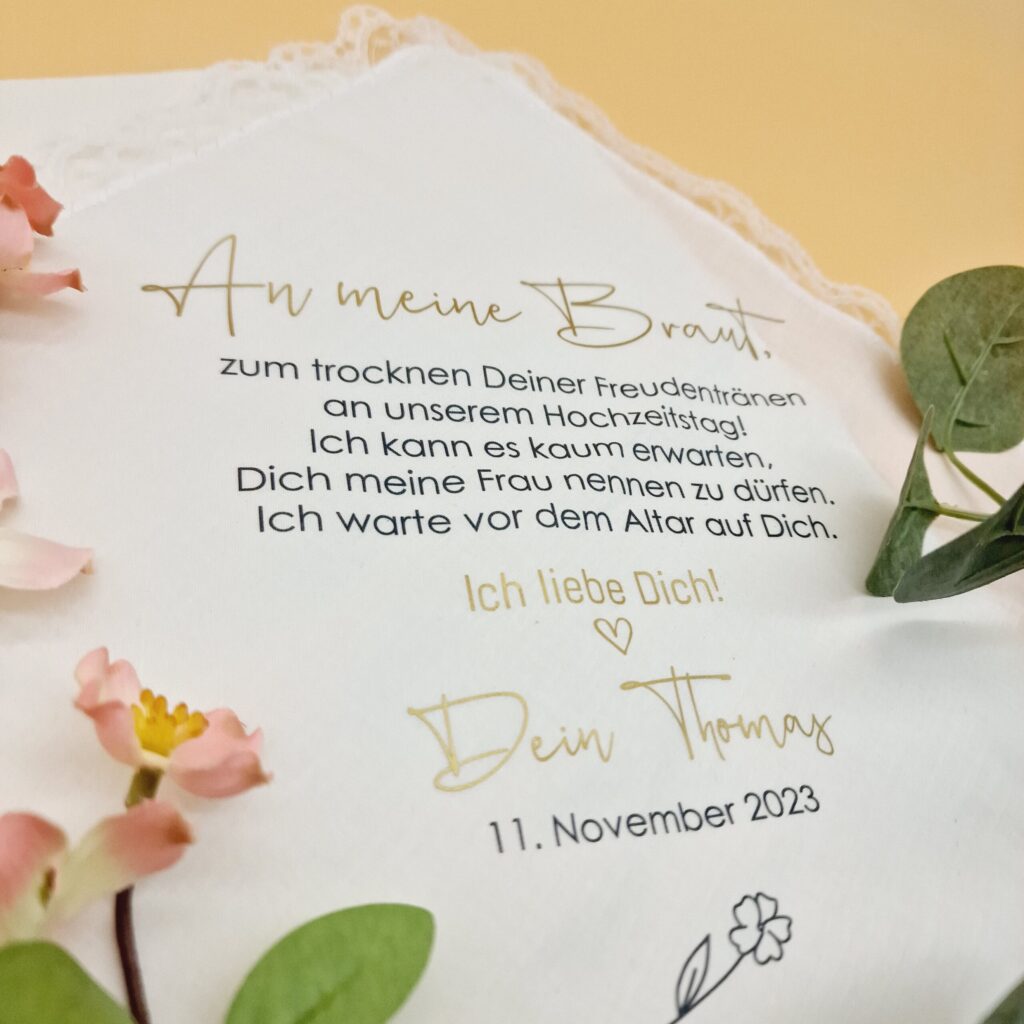 An meine Braut,
zum trocknen Deiner Freudentränen
an unserem Hochzeitstag!
Ich kann es kaum erwarten,
Dich meine Frau nennen zu dürfen.
Ich warte vor dem Altar auf Dich.
Ich liebe Dich!
Dein Thomas
11. November 2023